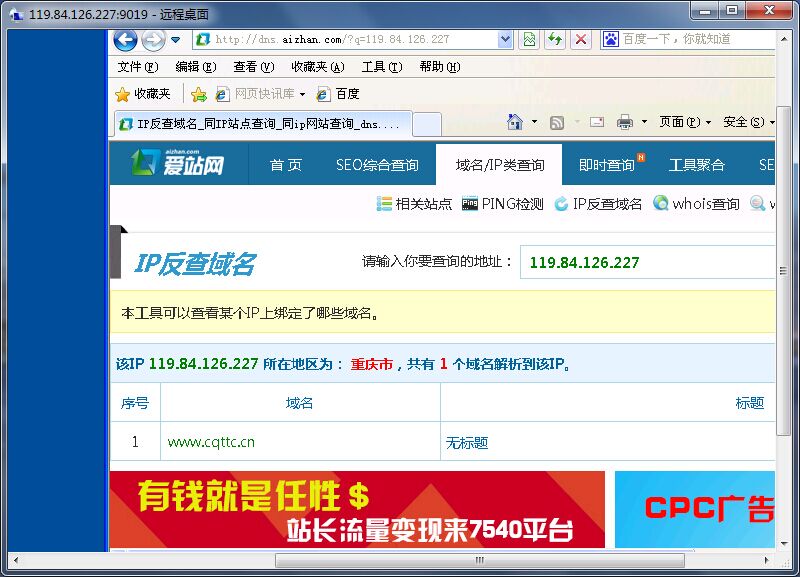 119.84.126.227:9019 - 远程桌面
http://dns.aizhan.com/?q=119.84.126.227
百度一下，你就知道
文件(F) 编辑(E) 查看(V) 收藏夹(A) 工具(T) 帮助(H)
收藏夹 网页快讯库 百度
IP反查域名_同IP站点查询_同ip网站查询_dns....
页面(P) 安全(S)
aizhan.com
爱站网
首页 SEO综合查询 域名/IP类查询 即时查询 N 工具聚合 SE
相关站点 PING检测 IP反查域名 whois查询 w
IP反查域名 请输入你要查询的地址： 119.84.126.227
本工具可以查看某个IP上绑定了哪些域名。
该IP 119.84.126.227 所在地区为： 重庆市，共有 1 个域名解析到该IP。
序号 域名 标题
1 www.cqttc.cn 无标题
有钱就是任性$
站长流量变现来7540平台
CPC广告